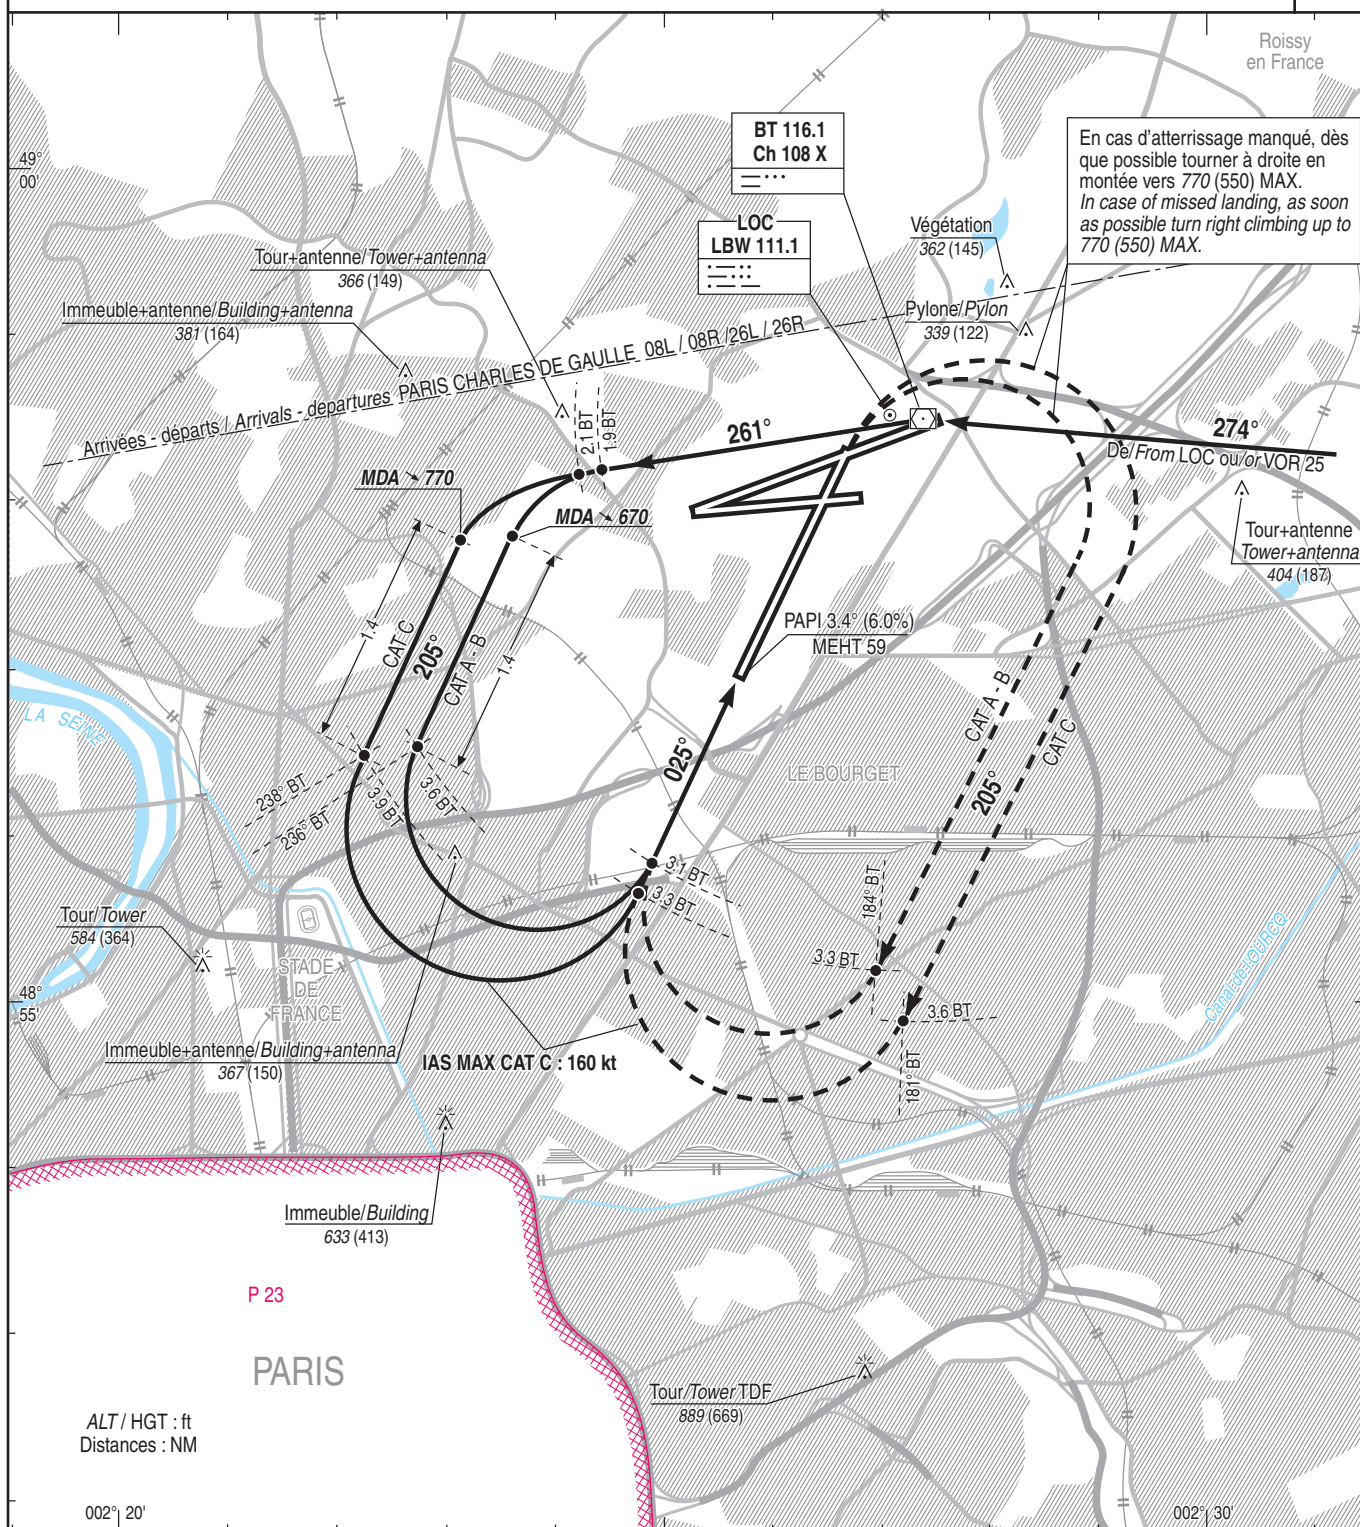 Roissy
en France
BT 116.1
Ch 108 X
En cas d'atterrissage manqué, dès
que possible tourner à droite en
montée vers 770 (550) MAX.
In case of missed landing, as soon
as possible turn right climbing up to
770 (550) MAX.
49°
00'
LOC
LBW 111.1
Végétation
362 (145)
Tour+antenne/Tower+antenna
366 (149)
Immeuble+antenne/Building+antenna
381 (164)
Pylone/Pylon
339 (122)
Arrivées - départs / Arrivals - départures PARIS CHARLES DE GAULLE 08L / 08R / 26L / 26R
2.1 BT
1.9 BT
261°
274°
De/From LOC ou/or VOR 25
MDA ↘ 770
MDA ↘ 670
Tour+antenne
Tower+antenna
404 (187)
1.4
CAT C
205°
CAT A - B
1.4
PAPI 3.4° (6.0%)
MEHT 59
LA SEINE
025°
CAT A - B
CAT C
205°
LE BOURGET
238° BT
236° BT
3.9 BT
3.6 BT
3.1 BT
3.3 BT
184° BT
3.3 BT
3.6 BT
181° BT
Tour/Tower
584 (364)
STADE
DE
FRANCE
Canal de l'OURCQ
48°
55'
Immeuble+antenne/Building+antenna
367 (150)
IAS MAX CAT C : 160 kt
Immeuble/Building
633 (413)
P 23
PARIS
Tour/Tower TDF
889 (669)
ALT / HGT : ft
Distances : NM
002° 20'
002° 30'